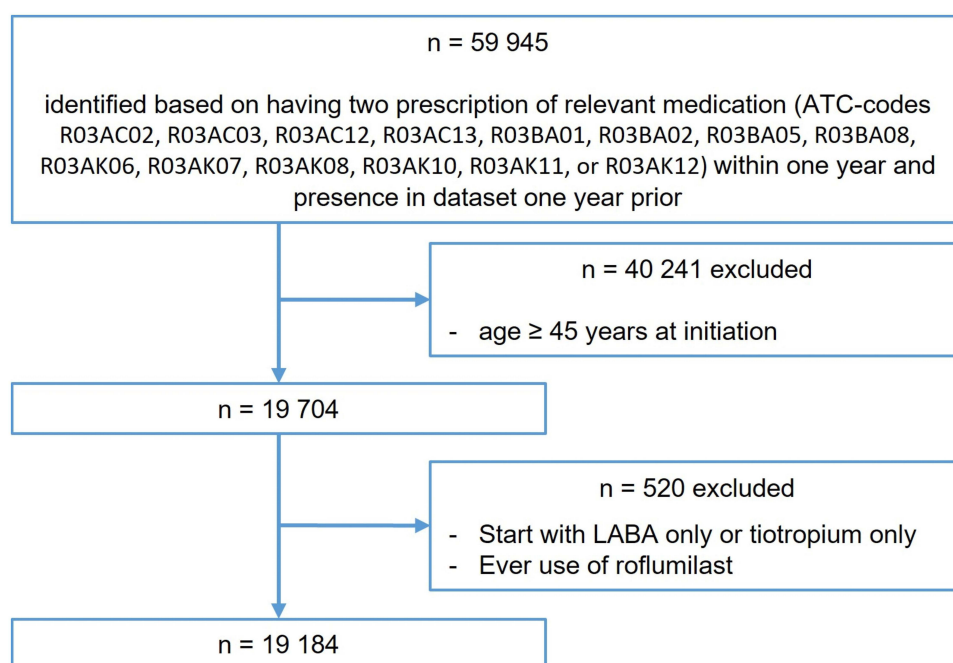 n = 59 945
identified based on having two prescription of relevant medication (ATC-codes
R03AC02, R03AC03, R03AC12, R03AC13, R03BA01, R03BA02, R03BA05, R03BA08,
R03AK06, R03AK07, R03AK08, R03AK10, R03AK11, or R03AK12) within one year and
presence in dataset one year prior
n = 40 241 excluded
- age ≥ 45 years at initiation
n = 19 704
n = 520 excluded
- Start with LABA only or tiotropium only
- Ever use of roflumilast
n = 19 184